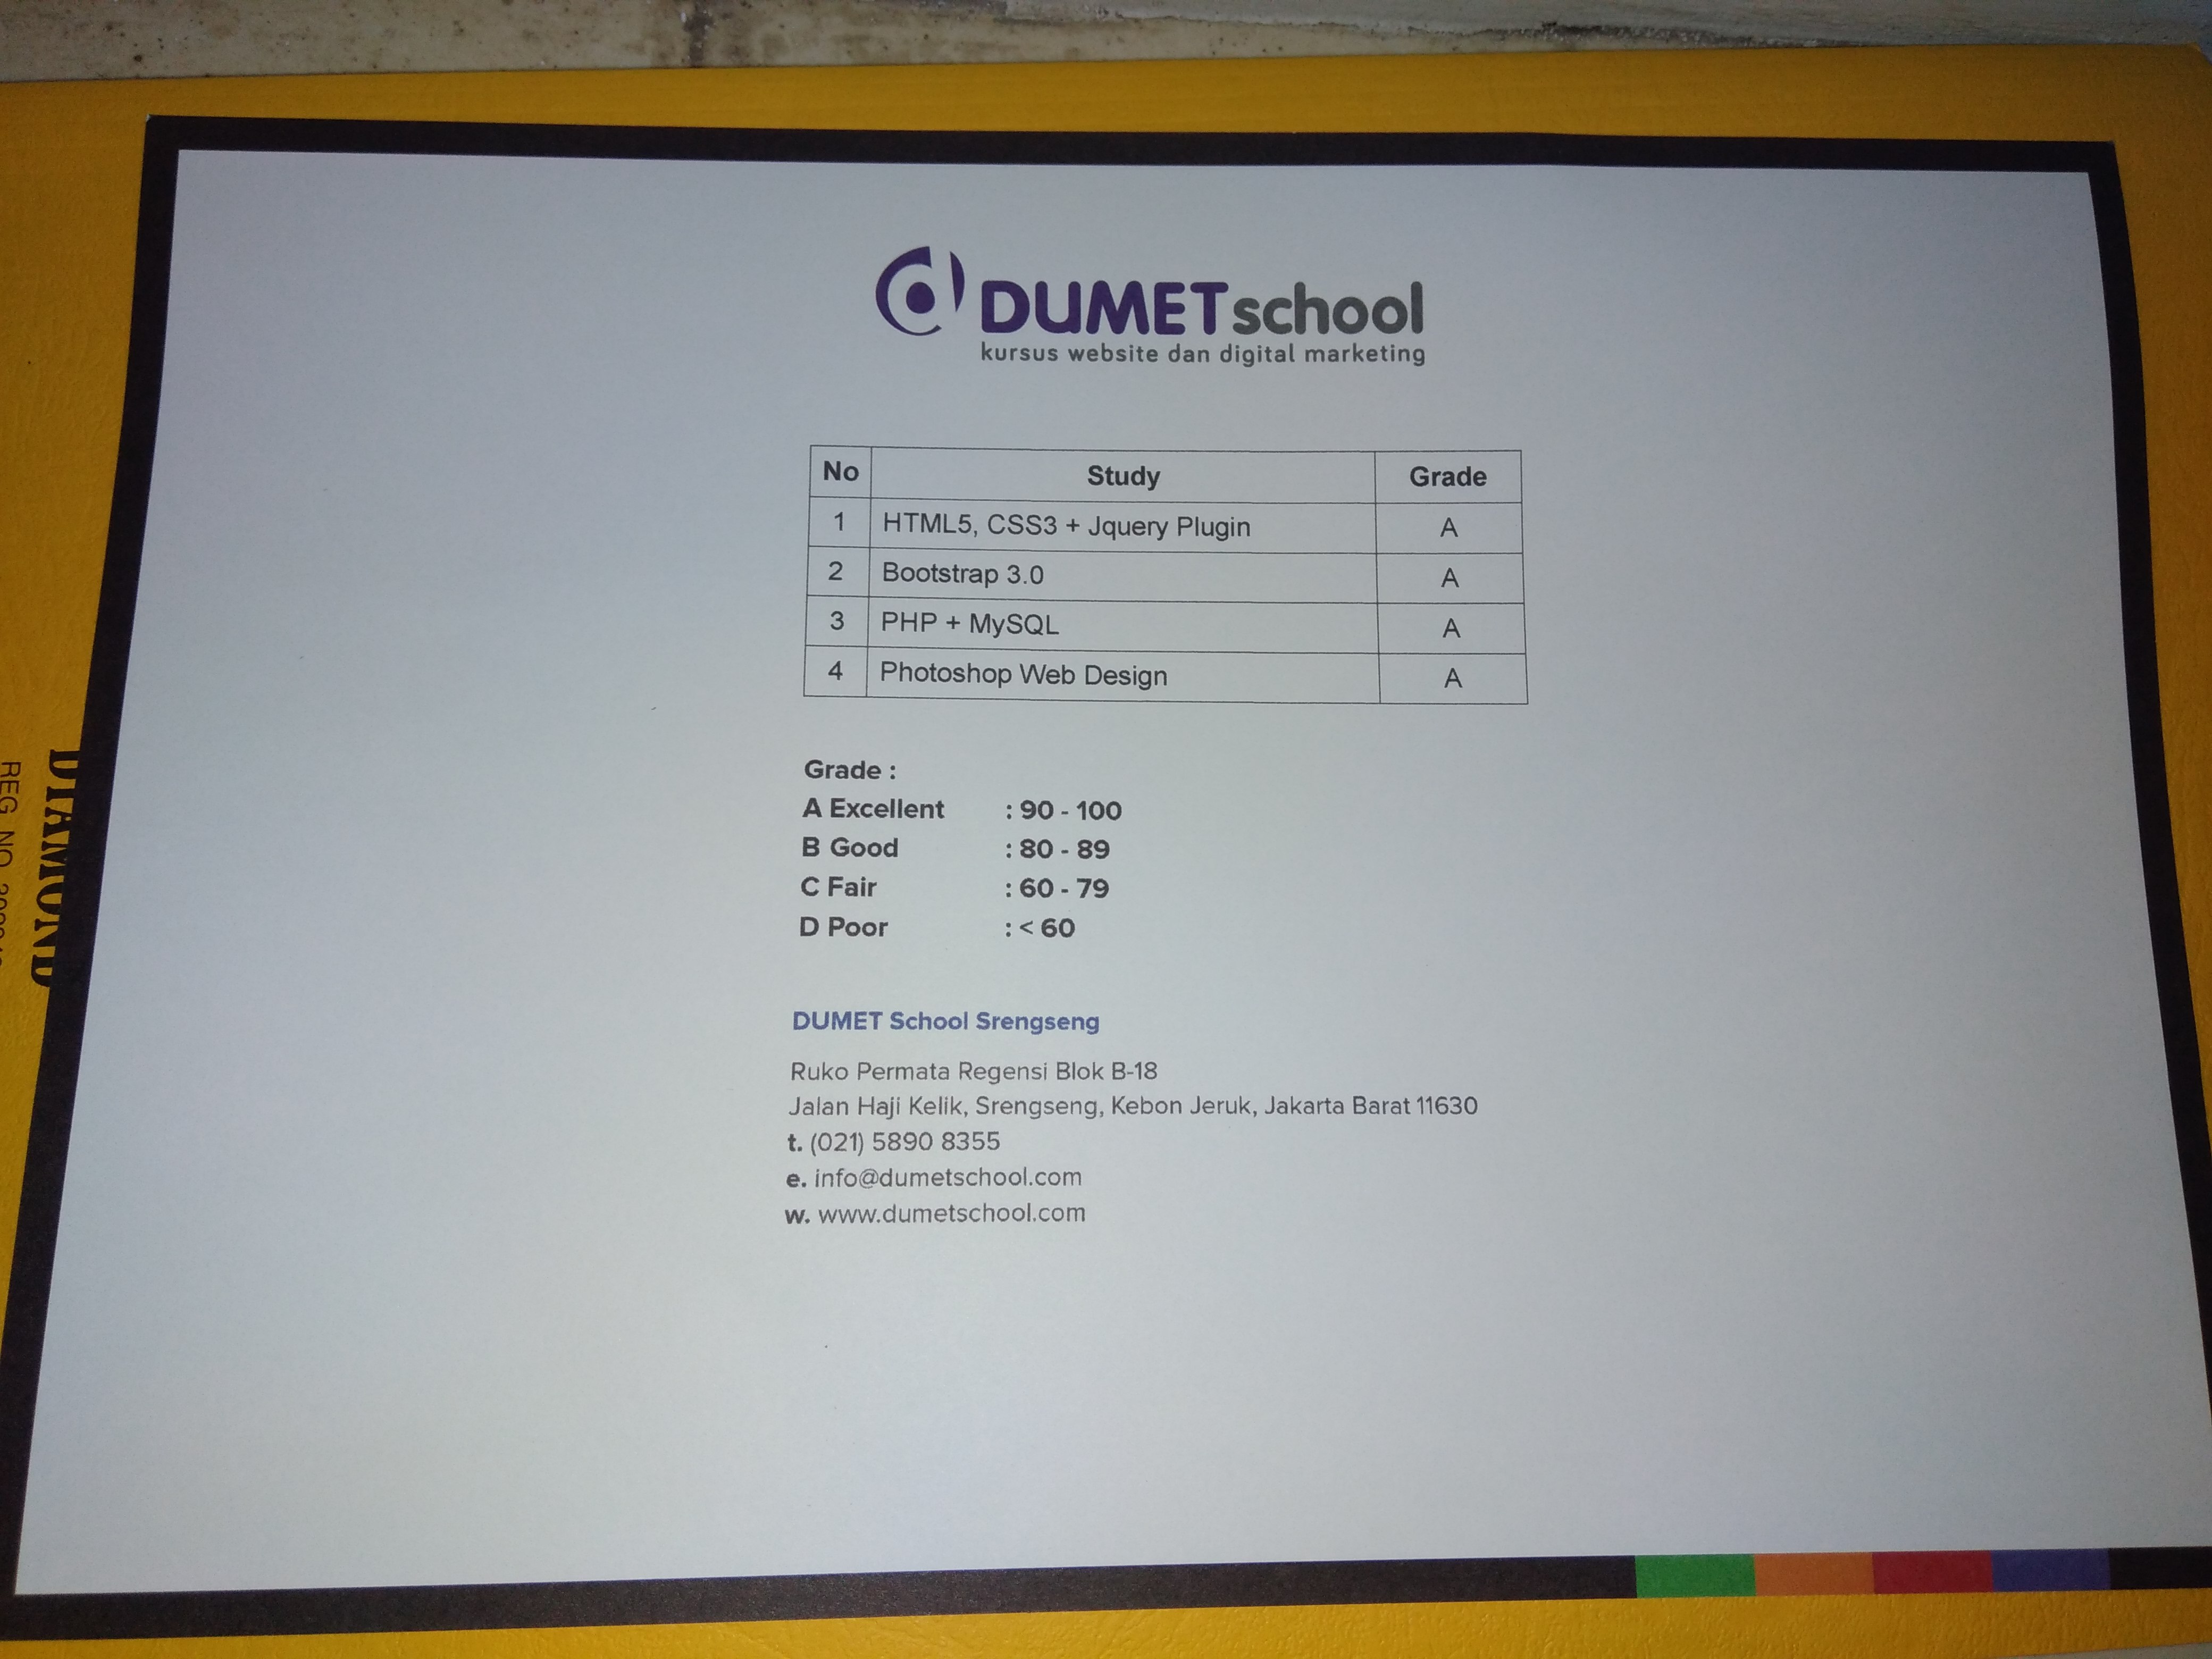 DUMETschool
kursus website dan digital marketing
No Study Grade
1 HTML5, CSS3 + Jquery Plugin A
2 Bootstrap 3.0 A
3 PHP + MySQL A
4 Photoshop Web Design A
Grade :
A Excellent : 90 - 100
B Good : 80 - 89
C Fair : 60 - 79
D Poor : < 60
DUMET School Srengseng
Ruko Permata Regensi Blok B-18
Jalan Haji Kelik, Srengseng, Kebon Jeruk, Jakarta Barat 11630
t. (021) 5890 8355
e. info@dumetschool.com
w. www.dumetschool.com
DIAMOND
REG NO